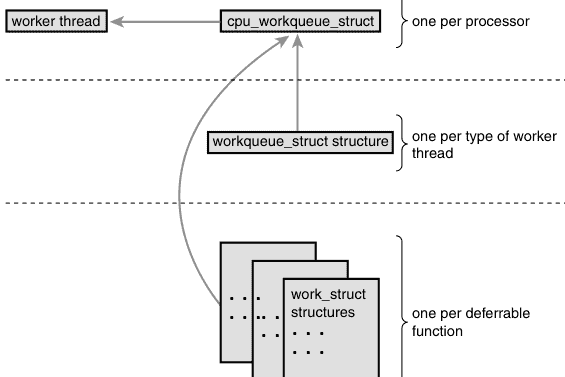 worker thread
cpu_workqueue_struct
one per processor
workqueue_struct structure
one per type of worker
thread
work_struct
structures
one per deferrable
function